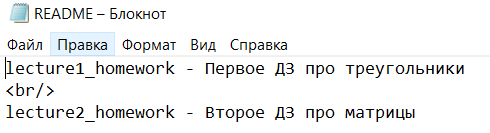 README – Блокнот
Файл Правка Формат Вид Справка
lecture1_homework - Первое ДЗ про треугольники
<br/>
lecture2_homework - Второе ДЗ про матрицы